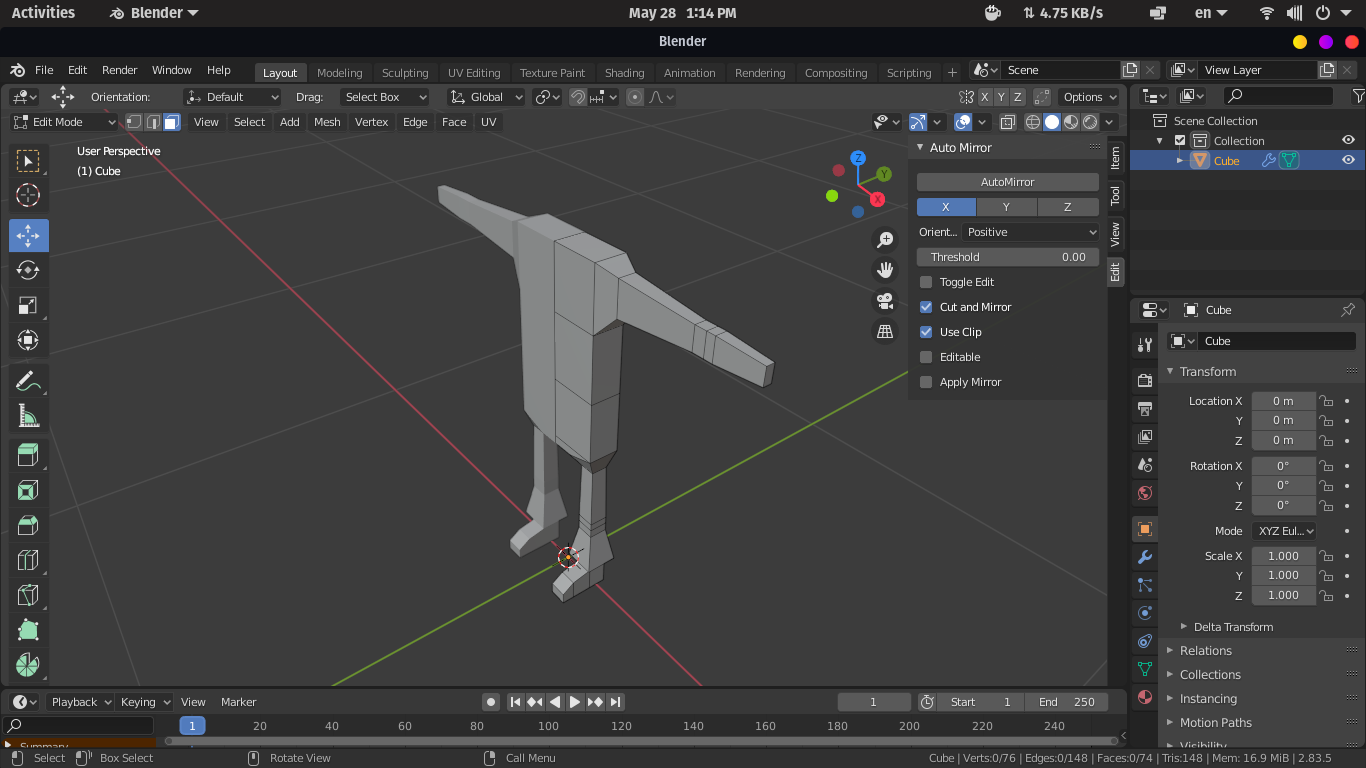 Activities Blender May 28 1:14 PM 4.75 KB/s en
Blender
File Edit Render Window Help Layout Modeling Sculpting UV Editing Texture Paint Shading Animation Rendering Compositing Scripting + Scene View Layer
Orientation: Default Drag: Select Box Global X Y Z Options
Edit Mode View Select Add Mesh Vertex Edge Face UV
User Perspective
(1) Cube
Z
Y
X
Auto Mirror
AutoMirror
X Y Z
Orient... Positive
Threshold 0.00
Toggle Edit
Cut and Mirror
Use Clip
Editable
Apply Mirror
Item
Tool
View
Edit
Scene Collection
Collection
Cube
Cube
Cube
Transform
Location X 0 m
Y 0 m
Z 0 m
Rotation X 0°
Y 0°
Z 0°
Mode XYZ Eul...
Scale X 1.000
Y 1.000
Z 1.000
Delta Transform
Relations
Collections
Instancing
Motion Paths
Visibility
Playback Keying View Marker 1 Start 1 End 250
1 20 40 60 80 100 120 140 160 180 200 220 240
Summary
Select Box Select Rotate View Call Menu Cube | Verts:0/76 | Edges:0/148 | Faces:0/74 | Tris:148 | Mem: 16.9 MiB | 2.83.5